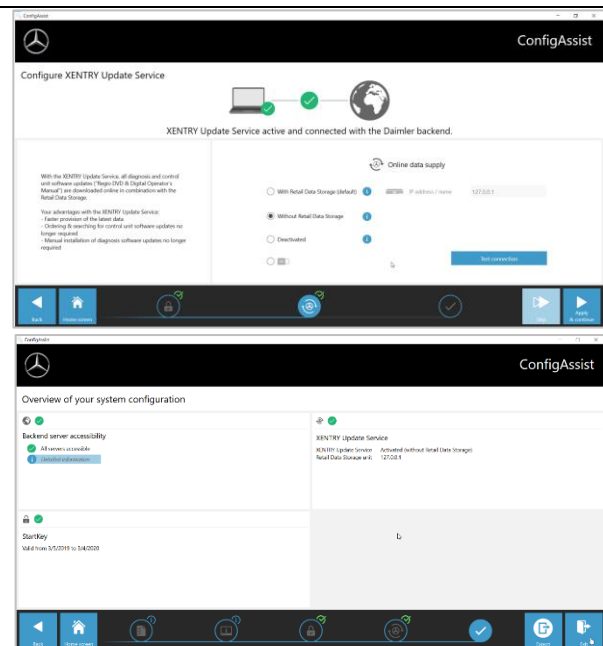 ConfigAssist
ConfigAssist
Configure XENTRY Update Service
XENTRY Update Service active and connected with the Daimler backend.
With the XENTRY Update Service, all diagnosis and control
unit software updates ("Regio DVD & Digital Operator's
Manual") are downloaded online in combination with the
Retail Data Storage.
Your advantages with the XENTRY Update Service:
- Faster provision of the latest data
- Ordering & searching for control unit software updates no
longer required
- Manual installation of diagnosis software updates no longer
required
Online data supply
With Retail Data Storage (default)
IP address / name
127.0.0.1
Without Retail Data Storage
Deactivated
Test connection
Back
Home screen
Skip
Apply
& continue
ConfigAssist
ConfigAssist
Overview of your system configuration
Backend server accessibility
All servers accessible
Detailed information
XENTRY Update Service
XENTRY Update Service Activated (without Retail Data Storage)
Retail Data Storage unit 127.0.0.1
StartKey
Valid from 3/5/2019 to 3/4/2020
Back
Home screen
Export
Exit